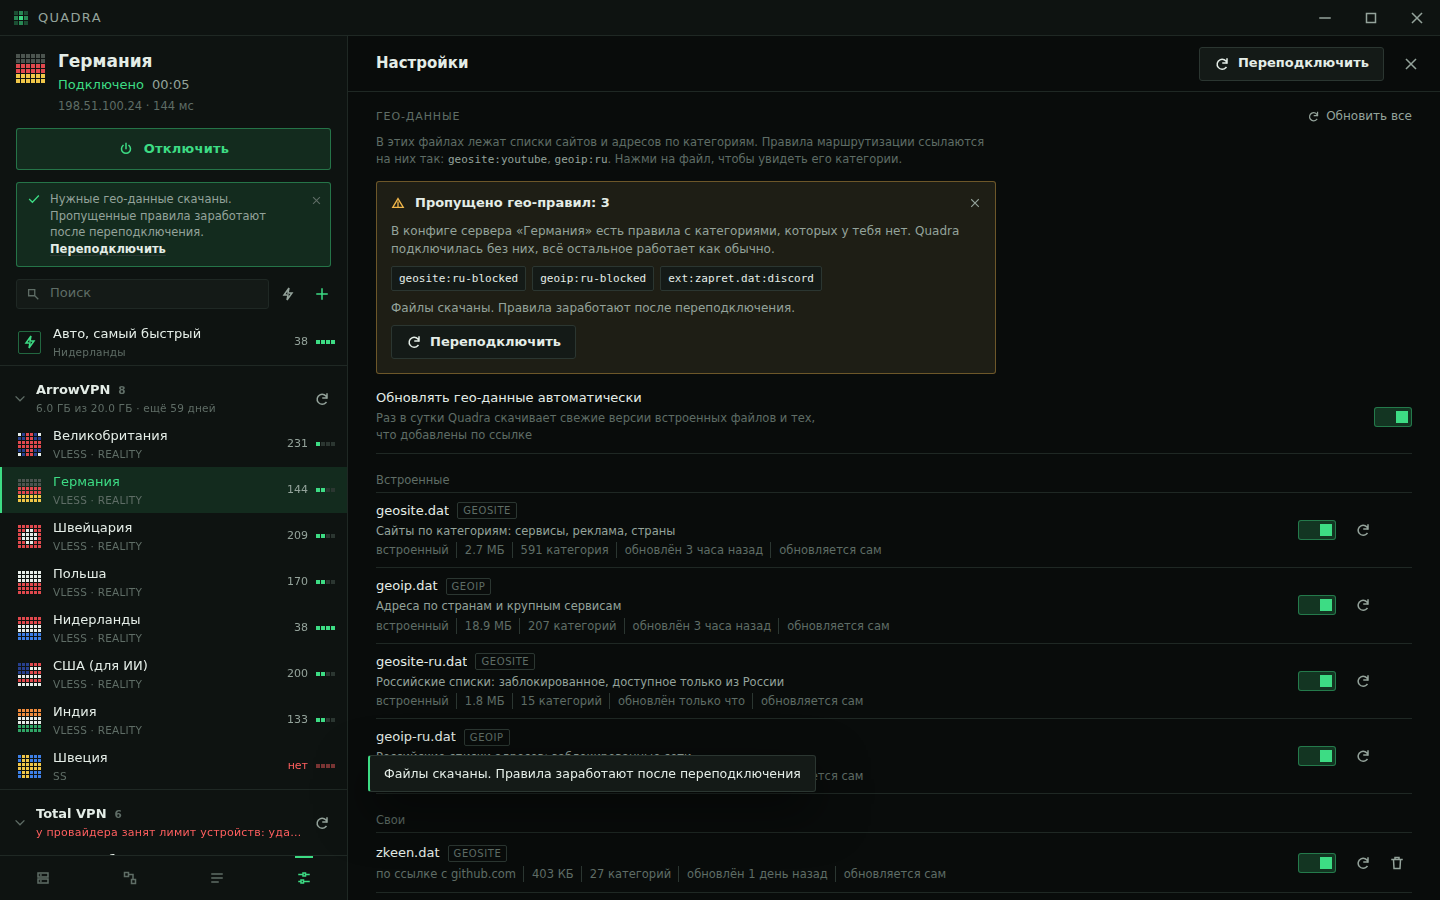 QUADRA
Германия
Подключено 00:05
198.51.100.24 · 144 мс
Отключить
Нужные гео-данные скачаны.
Пропущенные правила заработают
после переподключения.
Переподключить
Поиск
Авто, самый быстрый
Нидерланды
38
ArrowVPN 8
6.0 ГБ из 20.0 ГБ · ещё 59 дней
Великобритания
VLESS · REALITY
231
Германия
VLESS · REALITY
144
Швейцария
VLESS · REALITY
209
Польша
VLESS · REALITY
170
Нидерланды
VLESS · REALITY
38
США (для ИИ)
VLESS · REALITY
200
Индия
VLESS · REALITY
133
Швеция
SS
нет
Total VPN 6
у провайдера занят лимит устройств: уда...
Настройки
Переподключить
ГЕО-ДАННЫЕ
Обновить все
В этих файлах лежат списки сайтов и адресов по категориям. Правила маршрутизации ссылаются
на них так: geosite:youtube, geoip:ru. Нажми на файл, чтобы увидеть его категории.
Пропущено гео-правил: 3
В конфиге сервера «Германия» есть правила с категориями, которых у тебя нет. Quadra
подключилась без них, всё остальное работает как обычно.
geosite:ru-blocked geoip:ru-blocked ext:zapret.dat:discord
Файлы скачаны. Правила заработают после переподключения.
Переподключить
Обновлять гео-данные автоматически
Раз в сутки Quadra скачивает свежие версии встроенных файлов и тех,
что добавлены по ссылке
Встроенные
geosite.dat GEOSITE
Сайты по категориям: сервисы, реклама, страны
встроенный 2.7 МБ 591 категория обновлён 3 часа назад обновляется сам
geoip.dat GEOIP
Адреса по странам и крупным сервисам
встроенный 18.9 МБ 207 категорий обновлён 3 часа назад обновляется сам
geosite-ru.dat GEOSITE
Российские списки: заблокированное, доступное только из России
встроенный 1.8 МБ 15 категорий обновлён только что обновляется сам
geoip-ru.dat GEOIP
Файлы скачаны. Правила заработают после переподключения
сам
Свои
zkeen.dat GEOSITE
по ссылке с github.com 403 КБ 27 категорий обновлён 1 день назад обновляется сам